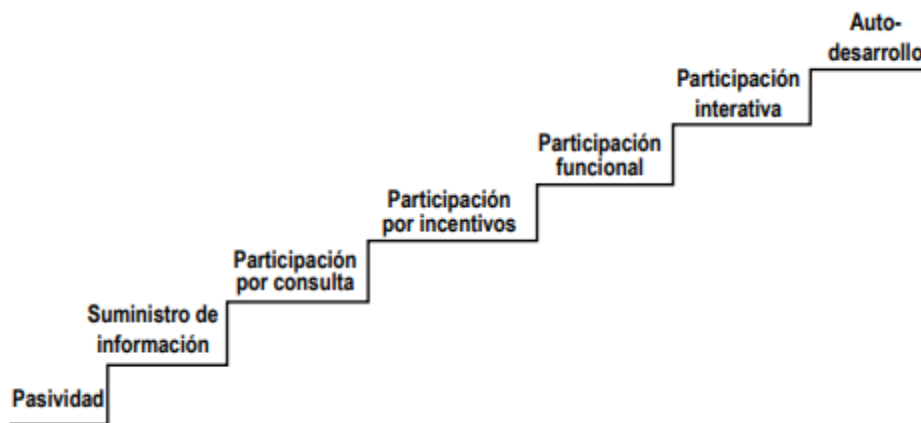 Auto-
desarrollo
Participación
interativa
Participación
funcional
Participación
por incentivos
Participación
por consulta
Suministro de
información
Pasividad